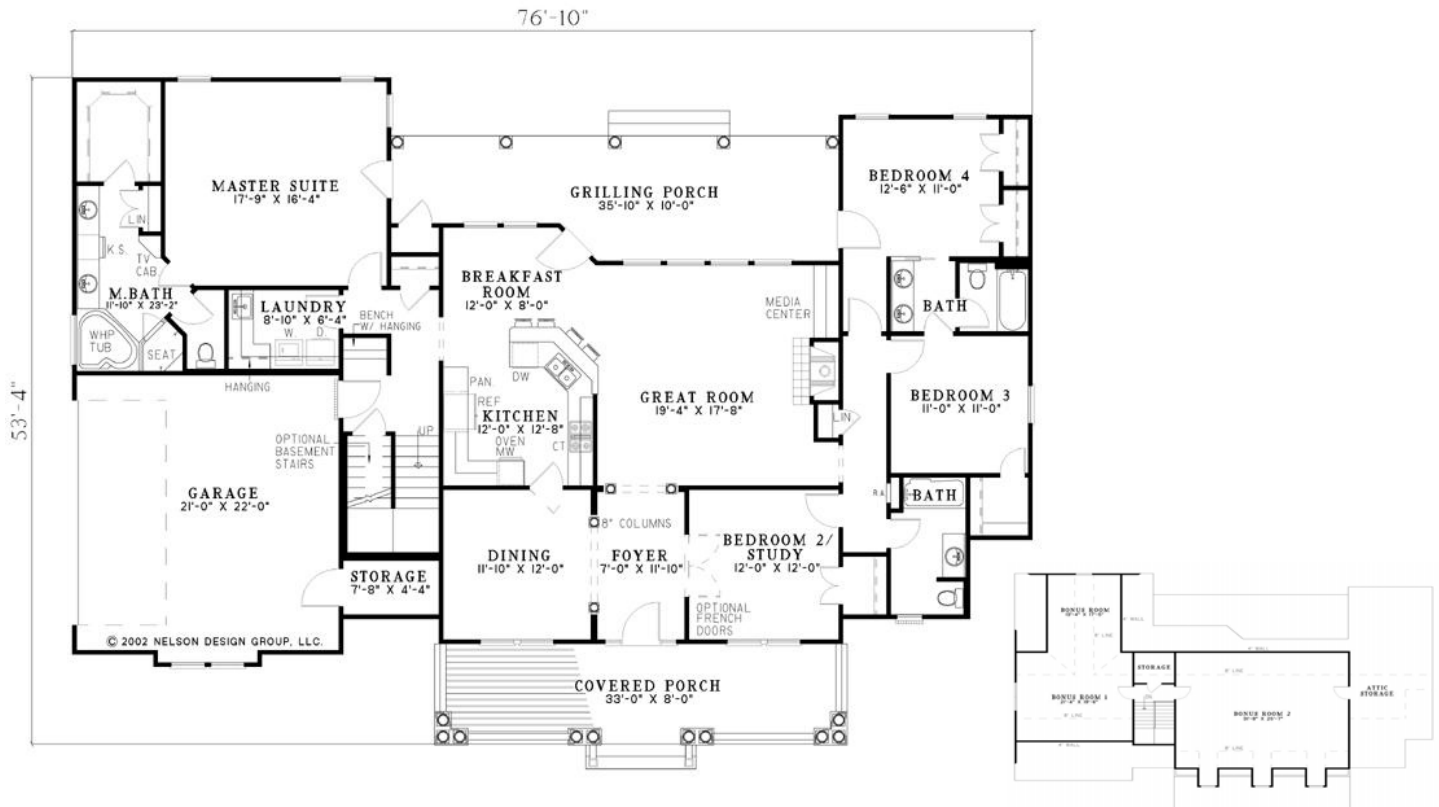 76'-10"
53'-4"
MASTER SUITE
17'-9" X 16'-4"
LIN
K.S.
TV
CAB
M.BATH
11'-10" X 23'-2"
WHP
TUB
SEAT
LAUNDRY
8'-10" X 6'-4"
W
D
HANGING
BENCH
W/ HANGING
GRILLING PORCH
35'-10" X 10'-0"
BREAKFAST
ROOM
12'-0" X 8'-0"
DW
PAN
REF
KITCHEN
12'-0" X 12'-8"
OVEN
MW
CT
MEDIA
CENTER
GREAT ROOM
19'-4" X 17'-8"
LIN
BEDROOM 4
12'-6" X 11'-0"
BATH
BEDROOM 3
11'-0" X 11'-0"
R.A.
BATH
OPTIONAL
BASEMENT
STAIRS
UP
GARAGE
21'-0" X 22'-0"
STORAGE
7'-8" X 4'-4"
DINING
11'-10" X 12'-0"
8" COLUMNS
FOYER
7'-0" X 11'-10"
BEDROOM 2/
STUDY
12'-0" X 12'-0"
OPTIONAL
FRENCH
DOORS
© 2002 NELSON DESIGN GROUP, LLC.
COVERED PORCH
33'-0" X 8'-0"
BONUS ROOM
STORAGE
BONUS ROOM 1
BONUS ROOM 2
ATTIC
STORAGE